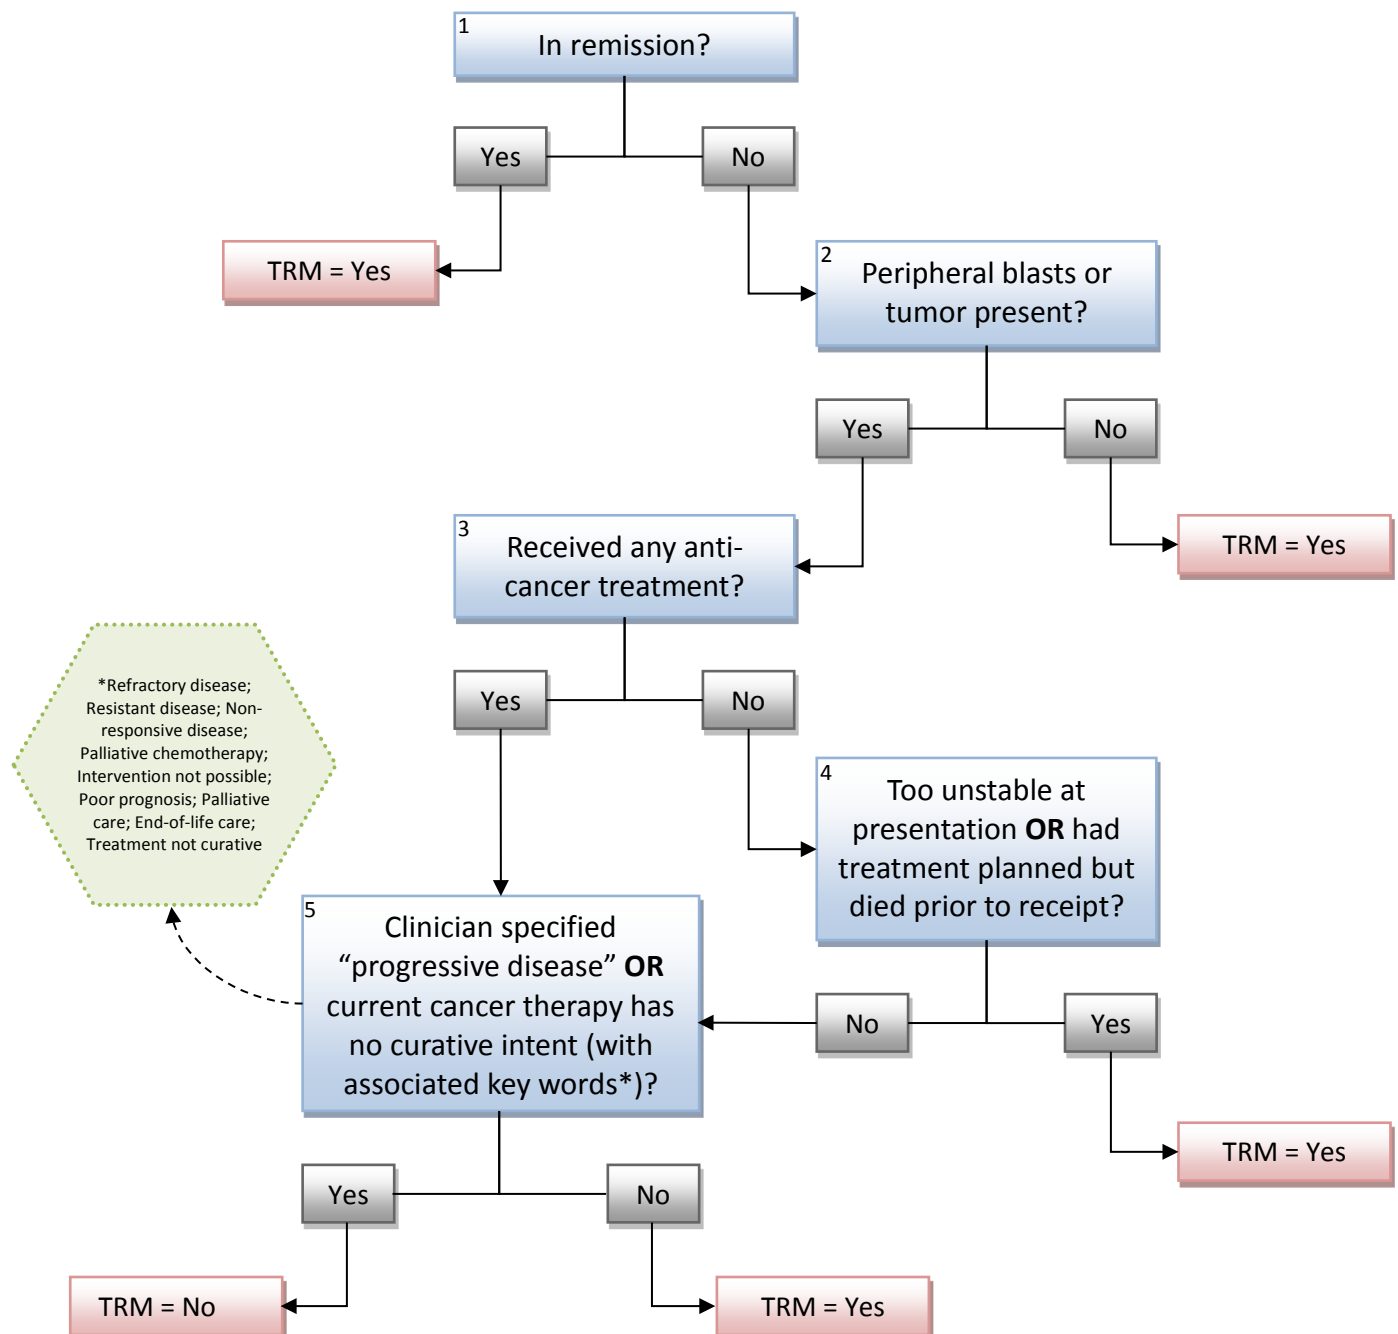 1
In remission?
Yes
No
TRM = Yes
2
Peripheral blasts or
tumor present?
Yes
No
3
Received any anti-
cancer treatment?
TRM = Yes
*Refractory disease;
Resistant disease; Non-
responsive disease;
Palliative chemotherapy;
Intervention not possible;
Poor prognosis; Palliative
care; End-of-life care;
Treatment not curative
Yes
No
4
Too unstable at
presentation OR had
treatment planned but
died prior to receipt?
5
Clinician specified
“progressive disease” OR
current cancer therapy has
no curative intent (with
associated key words*)?
No
Yes
TRM = Yes
Yes
No
TRM = No
TRM = Yes